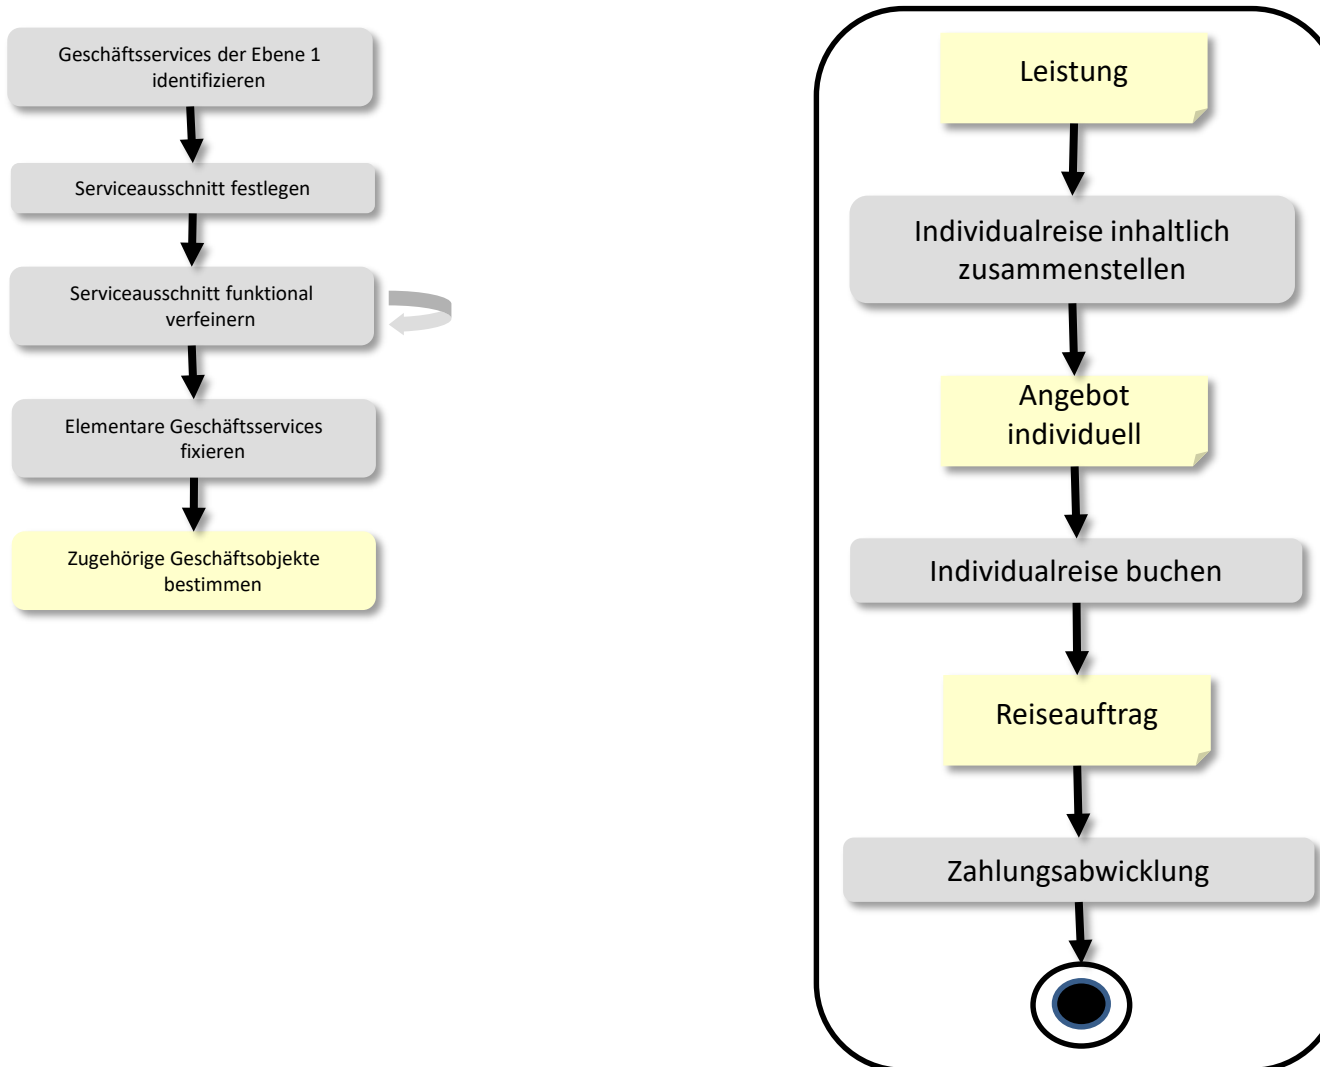 Geschäftsservices der Ebene 1
identifizieren
Serviceausschnitt festlegen
Serviceausschnitt funktional
verfeinern
Elementare Geschäftsservices
fixieren
Zugehörige Geschäftsobjekte
bestimmen
Leistung
Individualreise inhaltlich
zusammenstellen
Angebot
individuell
Individualreise buchen
Reiseauftrag
Zahlungsabwicklung